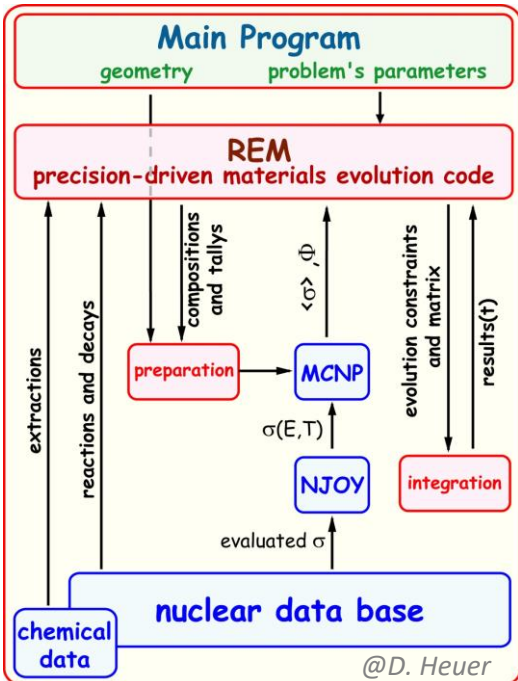 Main Program
geometry
problem's parameters
REM
precision-driven materials evolution code
extractions
reactions and decays
compositions
and tallys
<σ> ,Φ
evolution constraints
and matrix
results(t)
preparation
MCNP
σ(E,T)
NJOY
integration
evaluated σ
nuclear data base
chemical
data
@D. Heuer